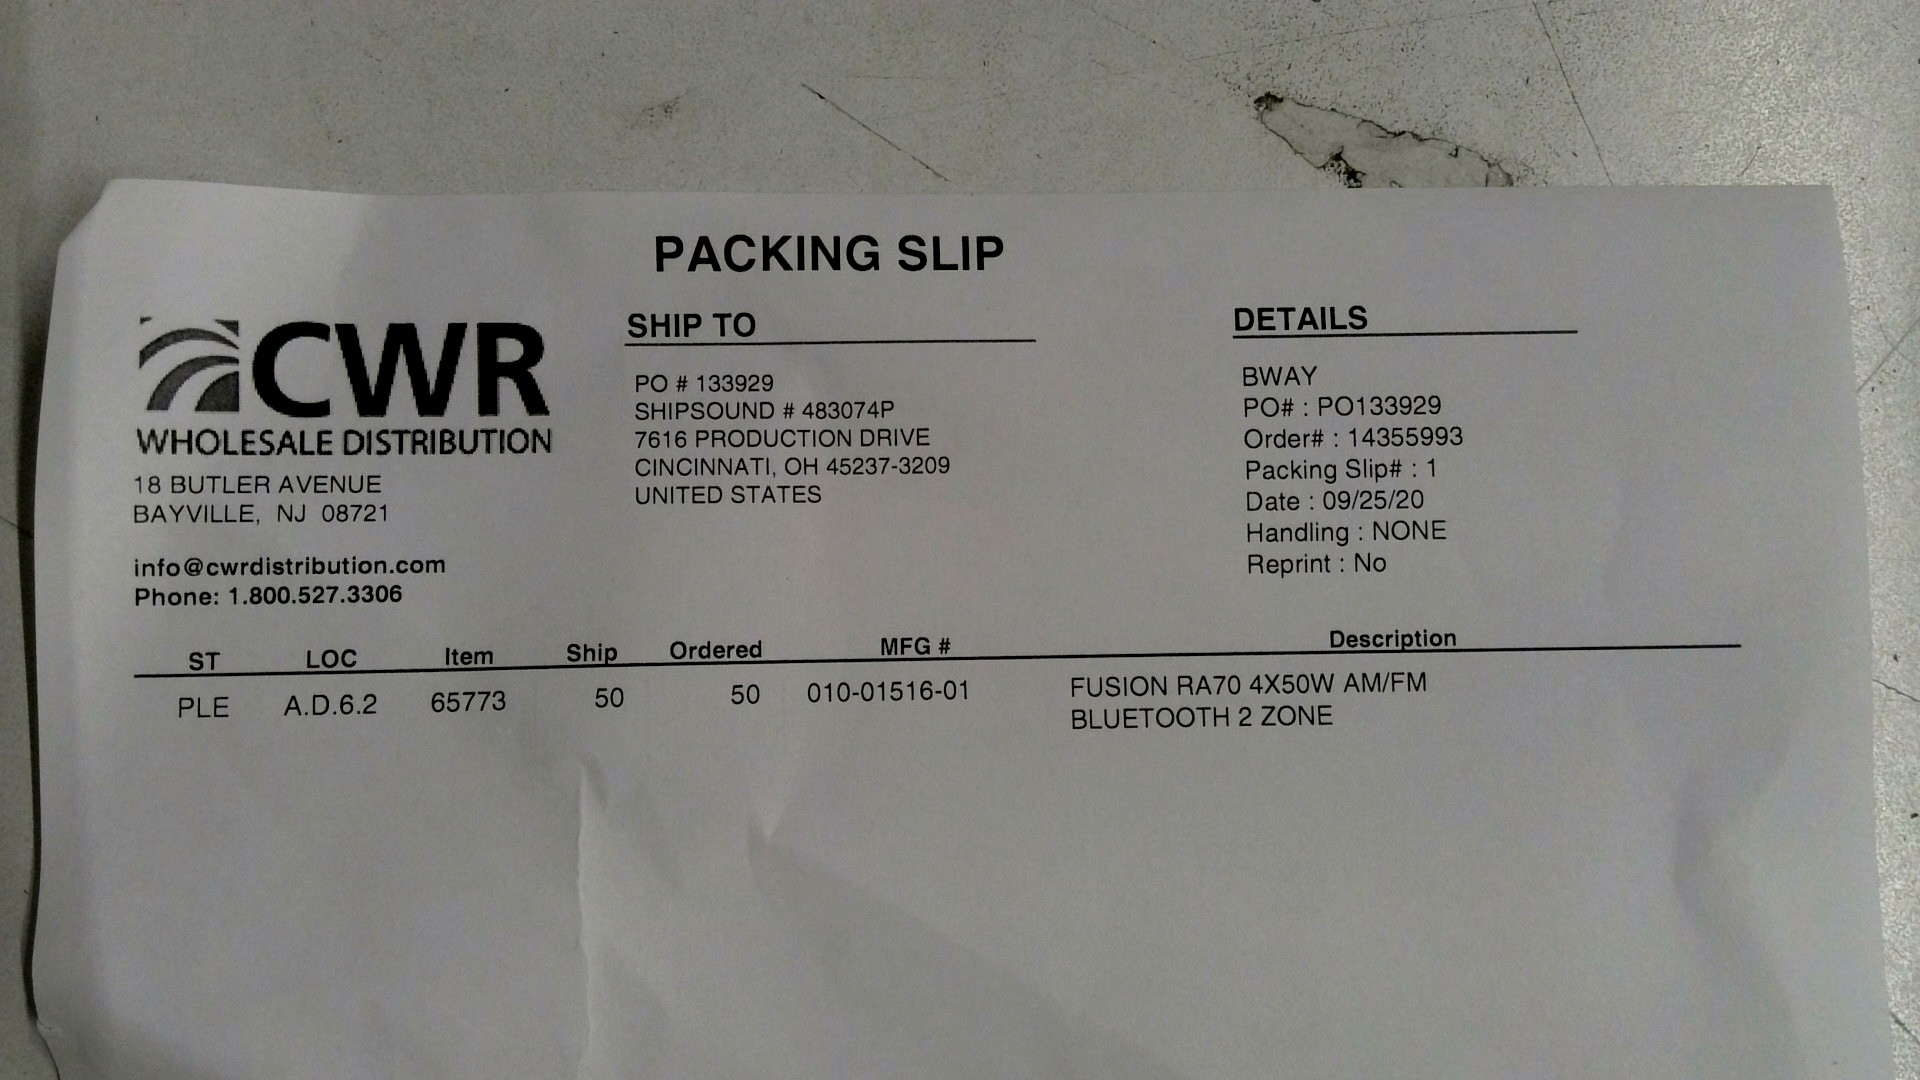 PACKING SLIP
CWR
WHOLESALE DISTRIBUTION
18 BUTLER AVENUE
BAYVILLE, NJ 08721
info@cwrdistribution.com
Phone: 1.800.527.3306
SHIP TO
PO # 133929
SHIPSOUND # 483074P
7616 PRODUCTION DRIVE
CINCINNATI, OH 45237-3209
UNITED STATES
DETAILS
BWAY
PO# : PO133929
Order# : 14355993
Packing Slip# : 1
Date : 09/25/20
Handling : NONE
Reprint : No
ST LOC Item Ship Ordered MFG # Description
PLE A.D.6.2 65773 50 50 010-01516-01 FUSION RA70 4X50W AM/FM
BLUETOOTH 2 ZONE